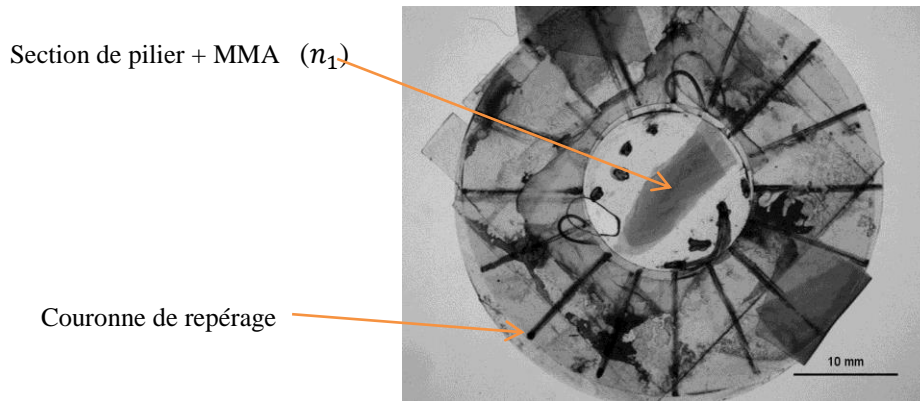 Section de pilier + MMA (𝑛₁)
Couronne de repérage
10 mm